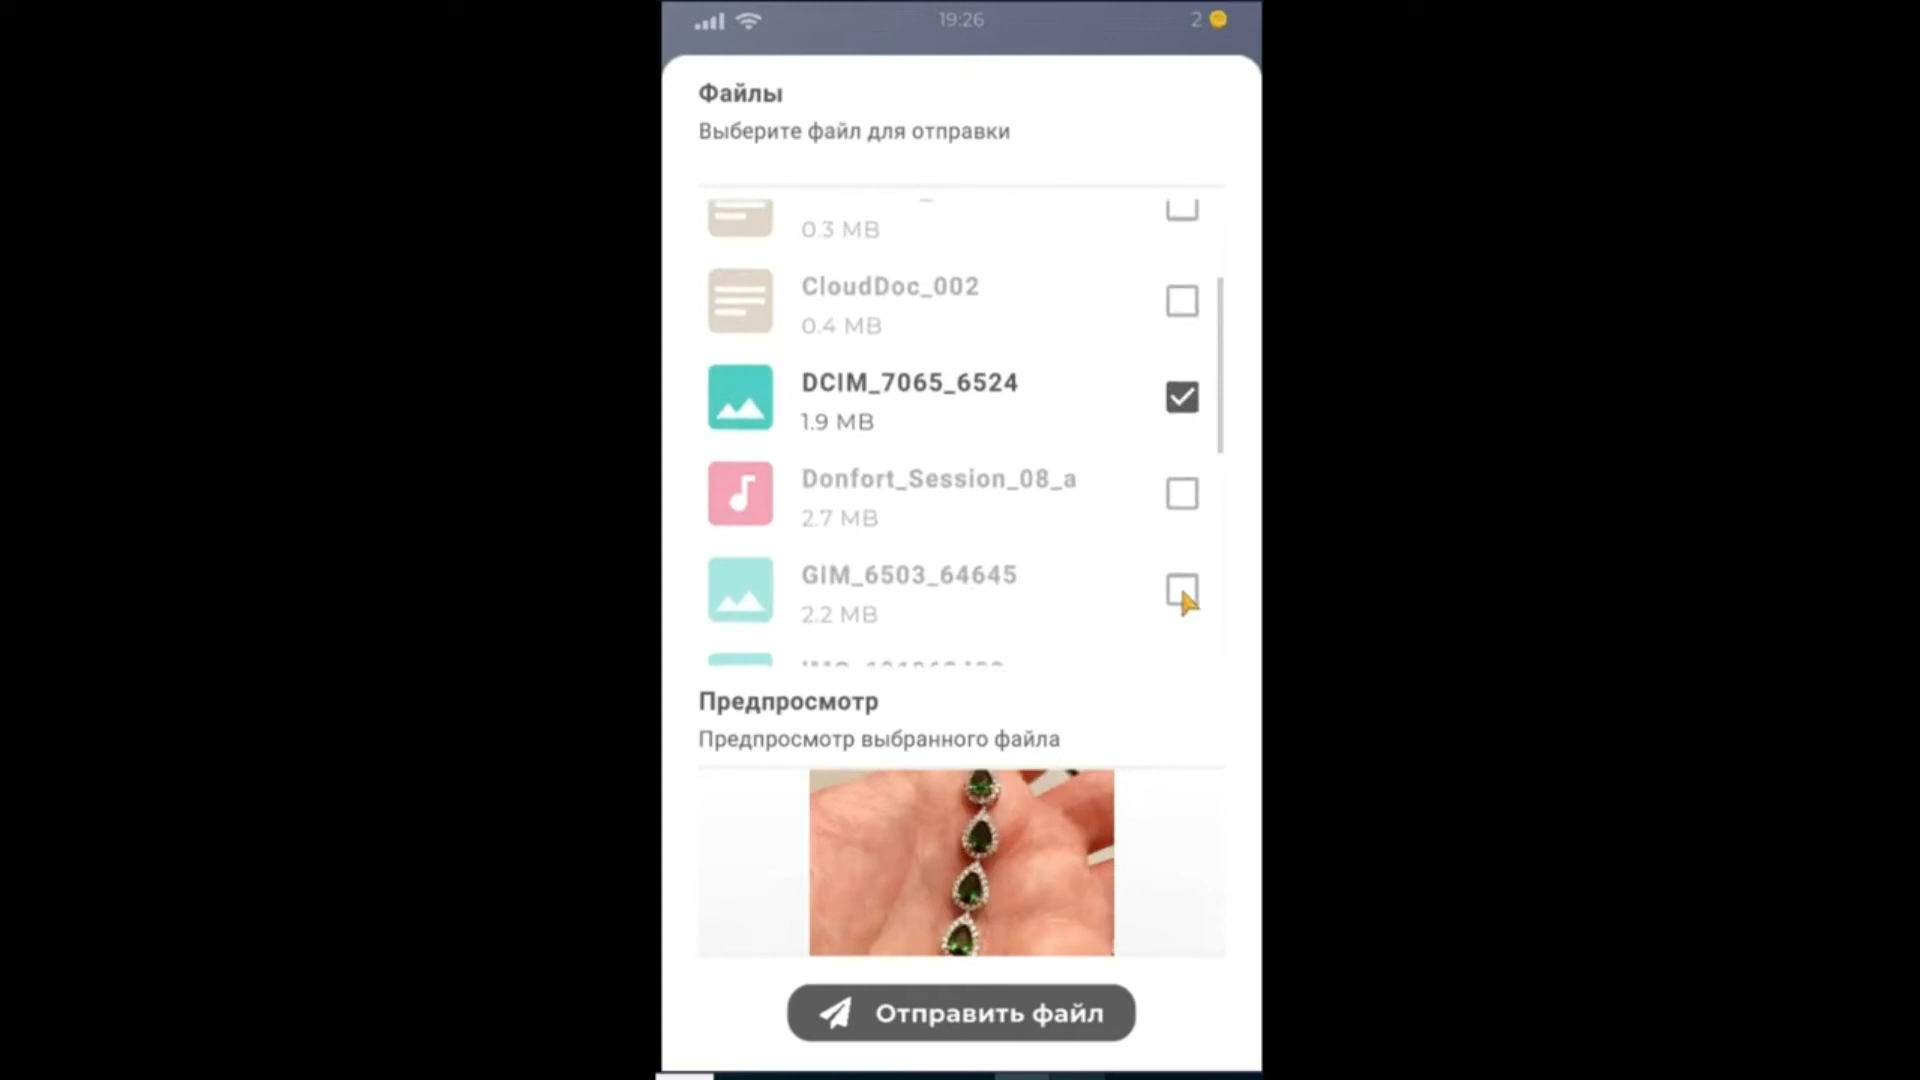 19:26
2
Файлы
Выберите файл для отправки
0.3 MB
CloudDoc_002
0.4 MB
DCIM_7065_6524
1.9 MB
Donfort_Session_08_a
2.7 MB
GIM_6503_64645
2.2 MB
Предпросмотр
Предпросмотр выбранного файла
Отправить файл